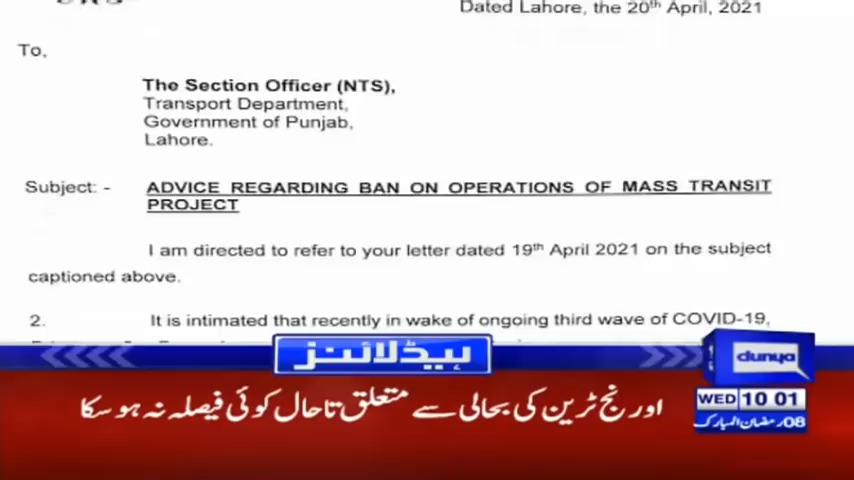 Dated Lahore, the 20th April, 2021
To,
The Section Officer (NTS),
Transport Department,
Government of Punjab,
Lahore.
Subject: - ADVICE REGARDING BAN ON OPERATIONS OF MASS TRANSIT
PROJECT
I am directed to refer to your letter dated 19th April 2021 on the subject
captioned above.
2. It is intimated that recently in wake of ongoing third wave of COVID-19,
ہیڈلائنز
dunya
اورنج ٹرین کی بحالی سے متعلق تاحال کوئی فیصلہ نہ ہوسکا
WED 10 01
08 رمضان المبارک